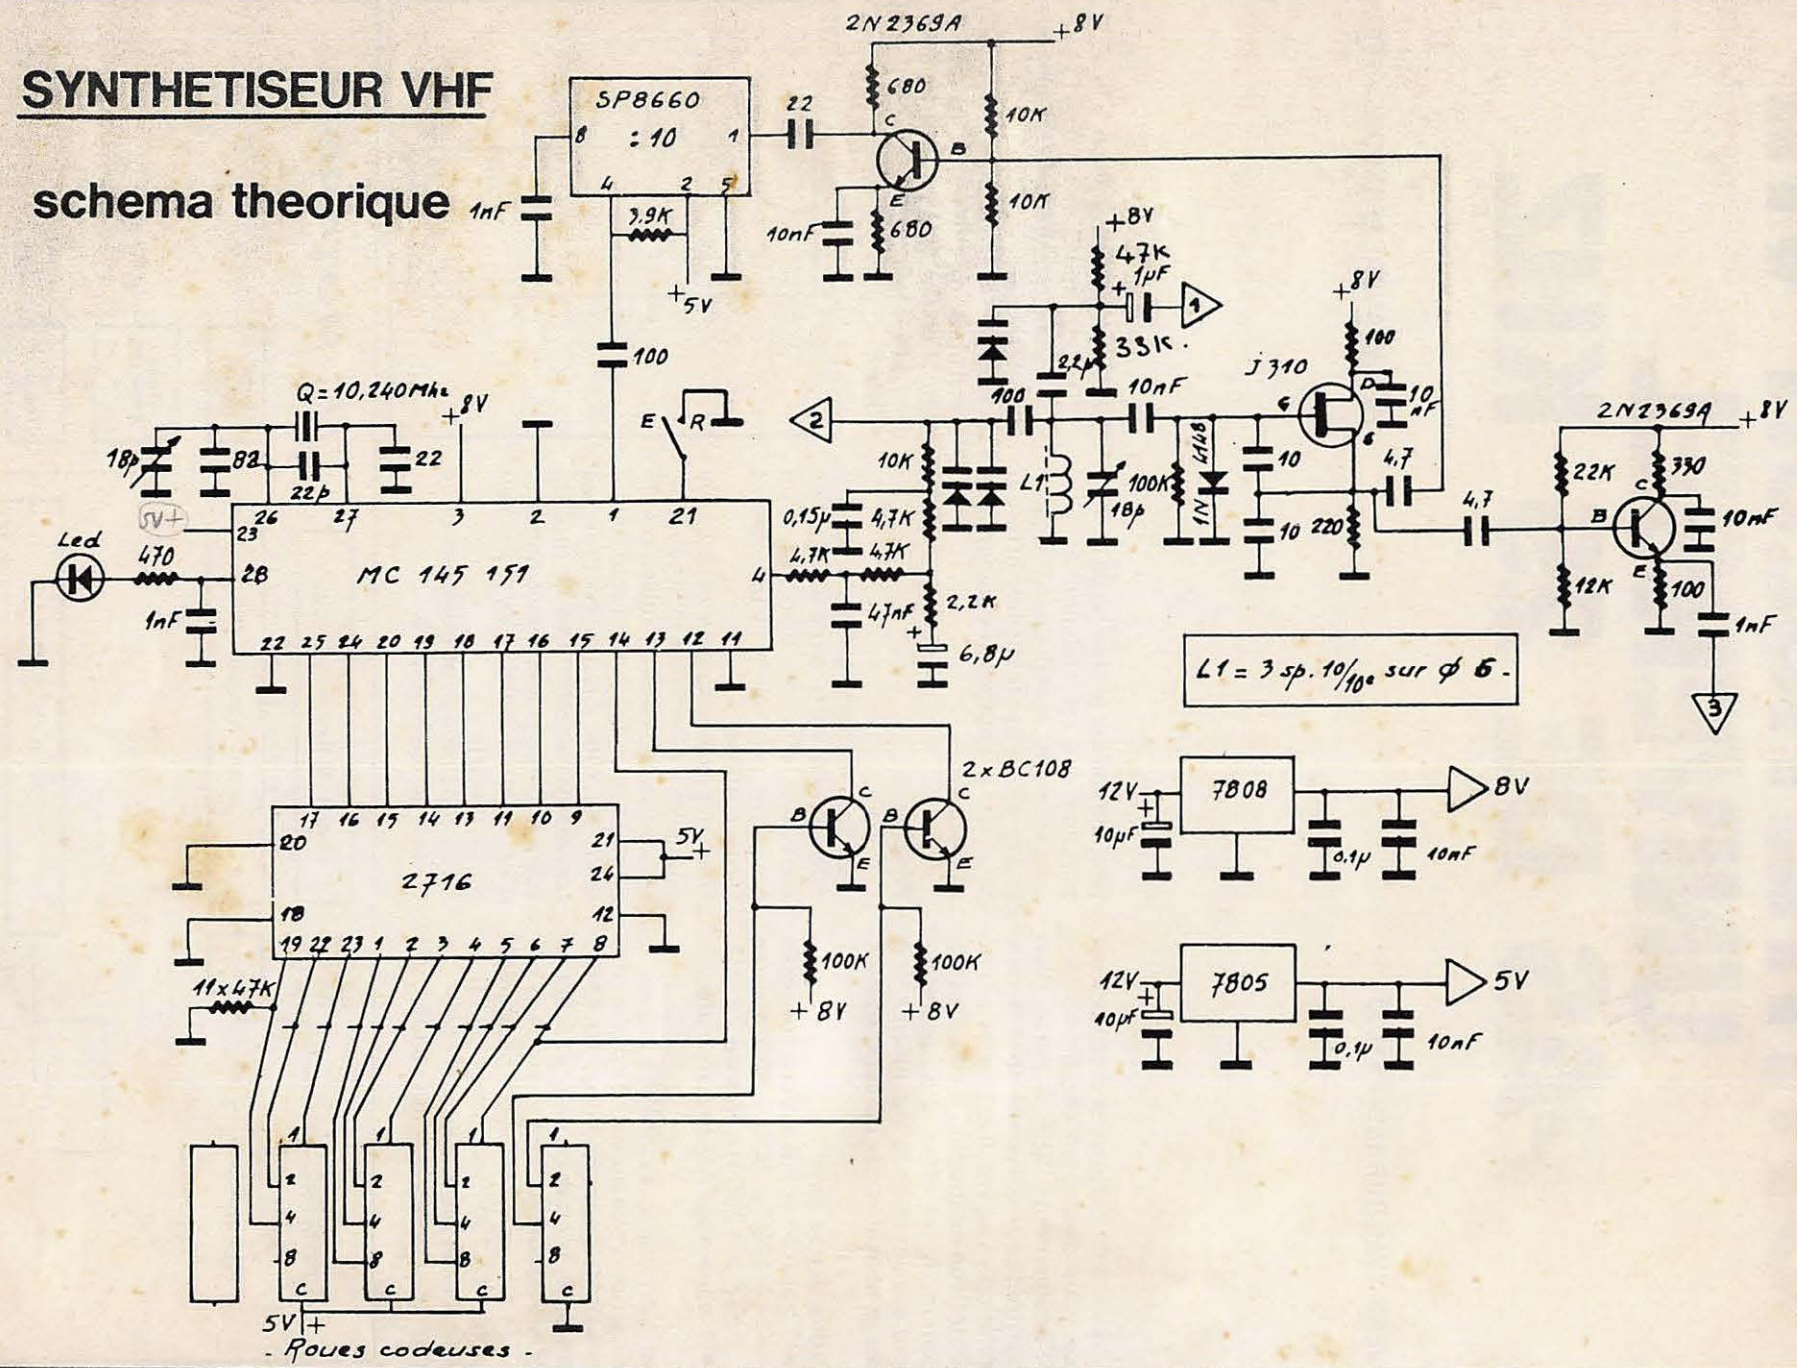 SYNTHETISEUR VHF
schema theorique
2N2369A
+8V
680
10K
SP8660
:10
8
1
4
2
5
22
C
B
E
1nF
3.9K
+5V
10nF
680
10K
+8V
47K
1µF
+
1
33K.
2,2p
+8V
100
j310
D
10
nF
G
S
100
10nF
2
Q=10,240Mhz
+8V
18p
82
22
22p
100
E
R
10K
0,15µ
4,7K
4,7K
4,7K
L1
18p
100K
1N
4148
10
10
220
4,7
4,7
2N2369A
+8V
22K
330
C
B
E
10nF
12K
100
1nF
3
5V+
Led
470
1nF
26
27
3
2
1
21
23
28
MC 145 151
4
22
25
24
20
19
18
17
16
15
14
13
12
11
47nF
2,2K
+
6,8µ
L1 = 3 sp. 10/10e sur ø 6 -
2xBC108
C
B
E
C
B
E
100K
+8V
100K
+8V
17
16
15
14
13
11
10
9
20
21
24
5V
+
2716
18
12
19
22
23
1
2
3
4
5
6
7
8
11x47K
12V
+
10µF
7808
0,1µ
10nF
8V
12V
+
10µF
7805
0,1µ
10nF
5V
1
2
4
8
C
1
2
4
8
C
1
2
4
8
C
1
2
4
8
C
5V +
- Roues codeuses -